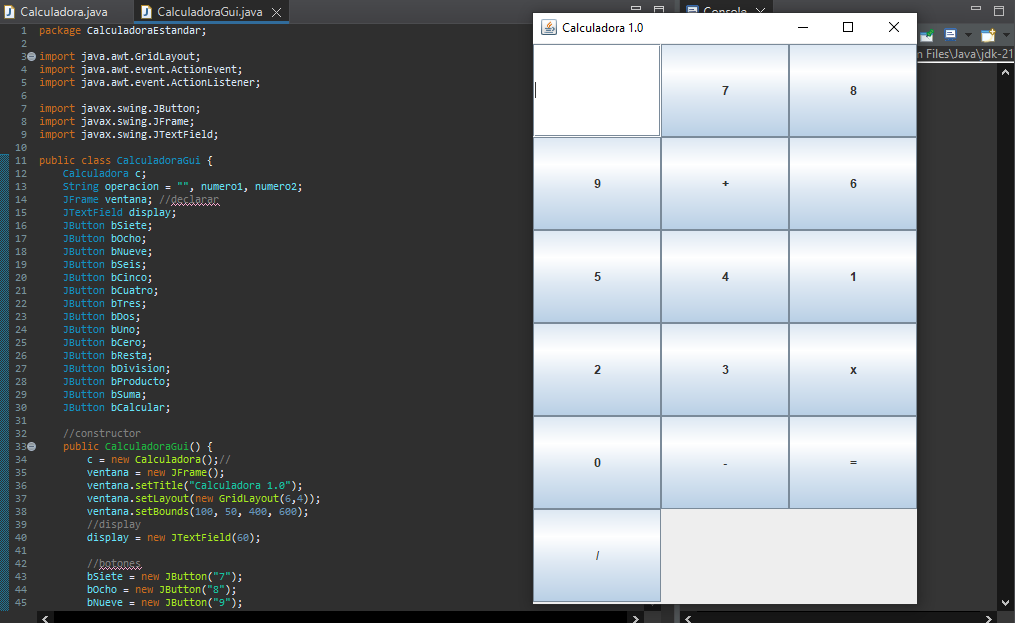 Calculadora.java
CalculadoraGui.java
Console
1 package CalculadoraEstandar;
2
3 import java.awt.GridLayout;
4 import java.awt.event.ActionEvent;
5 import java.awt.event.ActionListener;
6
7 import javax.swing.JButton;
8 import javax.swing.JFrame;
9 import javax.swing.JTextField;
10
11 public class CalculadoraGui {
12 Calculadora c;
13 String operacion = "", numero1, numero2;
14 JFrame ventana; //declarar
15 JTextField display;
16 JButton bSiete;
17 JButton bOcho;
18 JButton bNueve;
19 JButton bSeis;
20 JButton bCinco;
21 JButton bCuatro;
22 JButton bTres;
23 JButton bDos;
24 JButton bUno;
25 JButton bCero;
26 JButton bResta;
27 JButton bDivision;
28 JButton bProducto;
29 JButton bSuma;
30 JButton bCalcular;
31
32 //constructor
33 public CalculadoraGui() {
34 c = new Calculadora();//
35 ventana = new JFrame();
36 ventana.setTitle("Calculadora 1.0");
37 ventana.setLayout(new GridLayout(6,4));
38 ventana.setBounds(100, 50, 400, 600);
39 //display
40 display = new JTextField(60);
41
42 //botones
43 bSiete = new JButton("7");
44 bOcho = new JButton("8");
45 bNueve = new JButton("9");
Calculadora 1.0
7 8
9 + 6
5 4 1
2 3 x
0 - =
/
n Files\Java\jdk-21